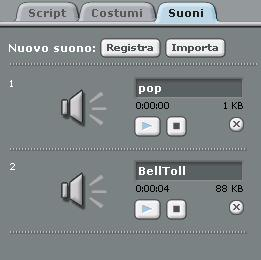 Script Costumi Suoni
Nuovo suono: Registra Importa
1
pop
0:00:00 1 KB
2
BellToll
0:00:04 88 KB